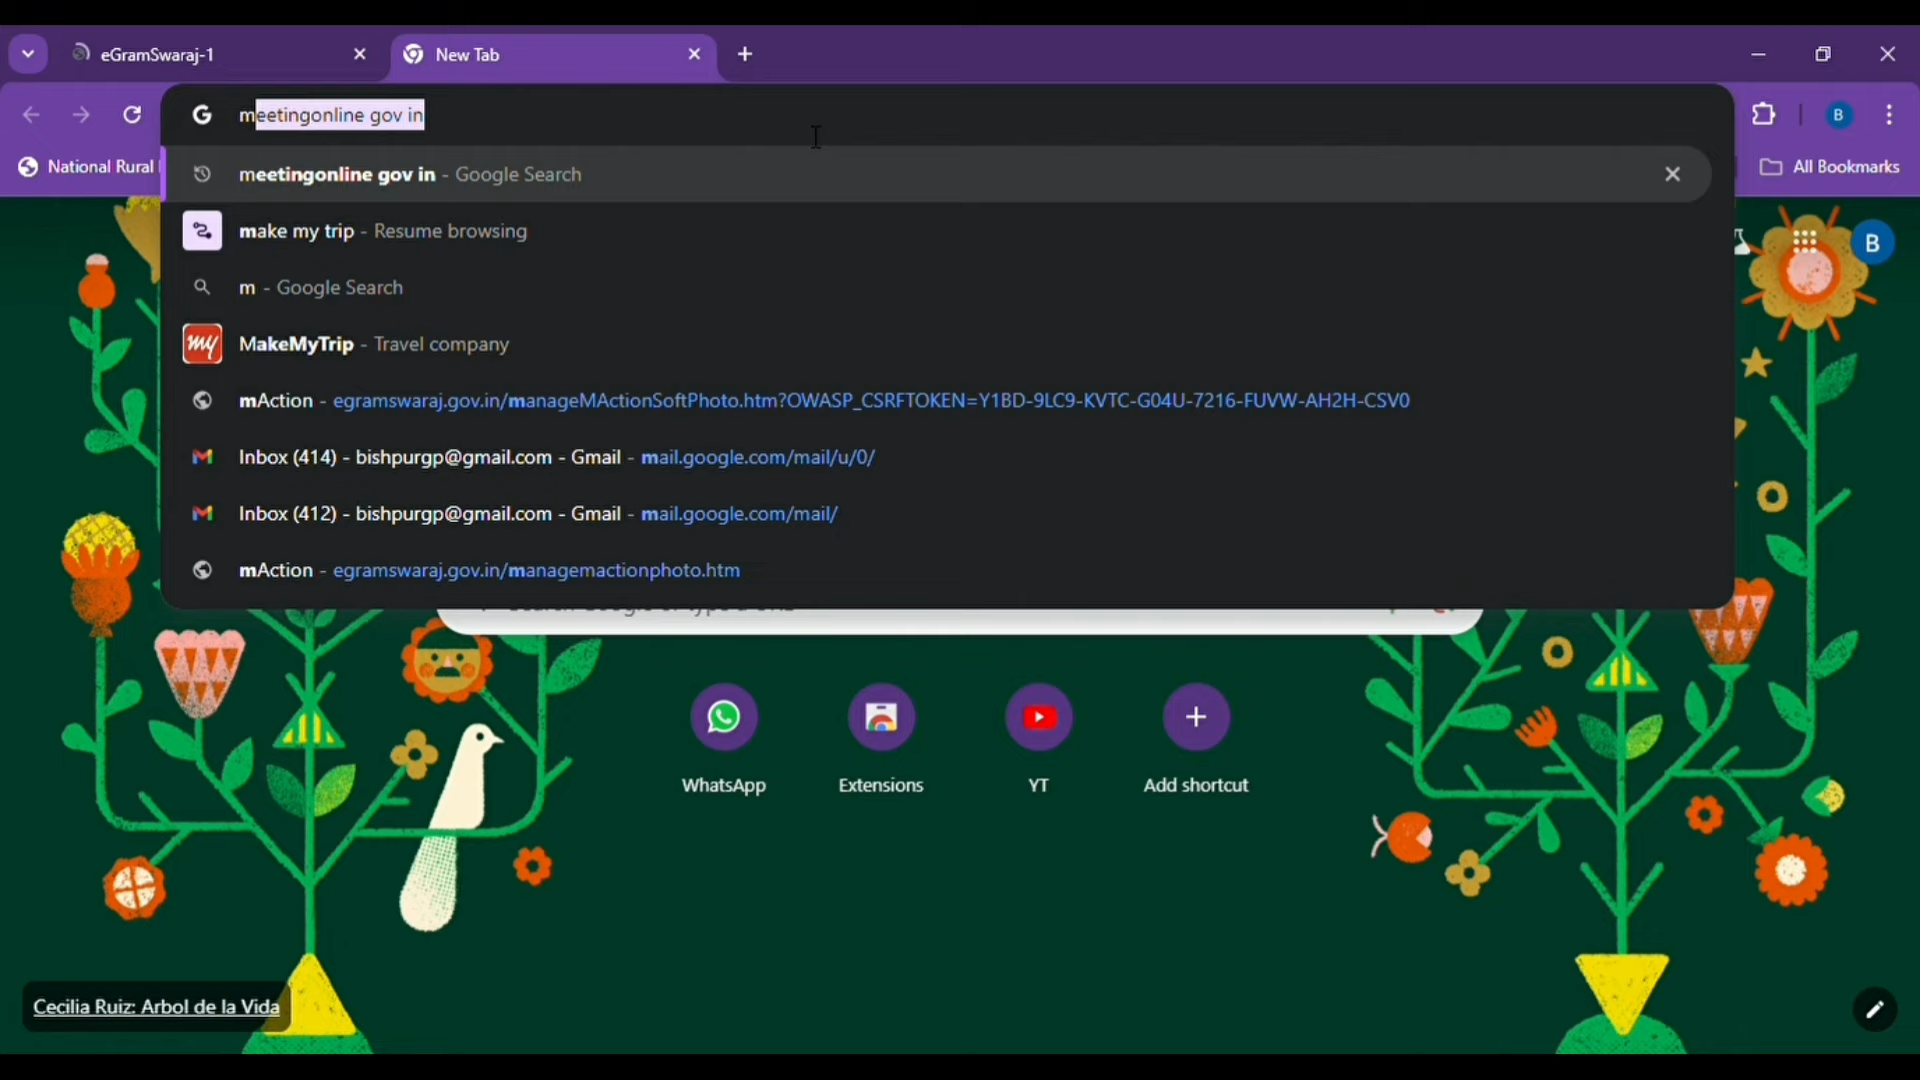 eGramSwaraj-1
New Tab
meetingonline gov in
National Rural
All Bookmarks
meetingonline gov in - Google Search
make my trip - Resume browsing
m - Google Search
my
MakeMyTrip - Travel company
mAction - egramswaraj.gov.in/manageMActionSoftPhoto.htm?OWASP_CSRFTOKEN=Y1BD-9LC9-KVTC-G04U-7216-FUVW-AH2H-CSV0
Inbox (414) - bishpurgp@gmail.com - Gmail - mail.google.com/mail/u/0/
Inbox (412) - bishpurgp@gmail.com - Gmail - mail.google.com/mail/
mAction - egramswaraj.gov.in/managemactionphoto.htm
B
B
WhatsApp
Extensions
YT
Add shortcut
Cecilia Ruiz: Arbol de la Vida